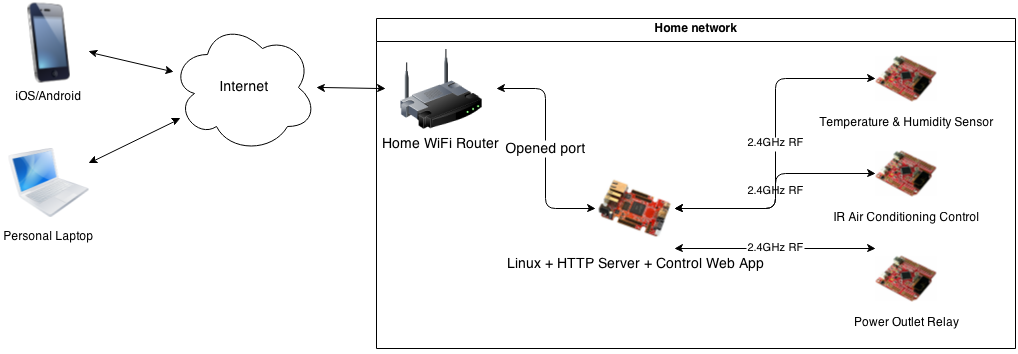 Home network
iOS/Android
Internet
Home WiFi Router
Opened port
Personal Laptop
Linux + HTTP Server + Control Web App
2.4GHz RF
2.4GHz RF
2.4GHz RF
Temperature & Humidity Sensor
IR Air Conditioning Control
Power Outlet Relay